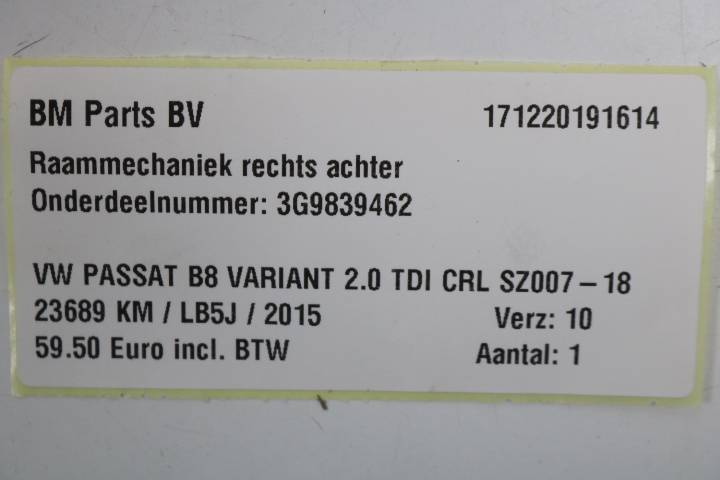 BM Parts BV 171220191614
Raammechaniek rechts achter
Onderdeelnummer: 3G9839462
VW PASSAT B8 VARIANT 2.0 TDI CRL SZ007-18
23689 KM / LB5J / 2015 Verz: 10
59.50 Euro incl. BTW Aantal: 1